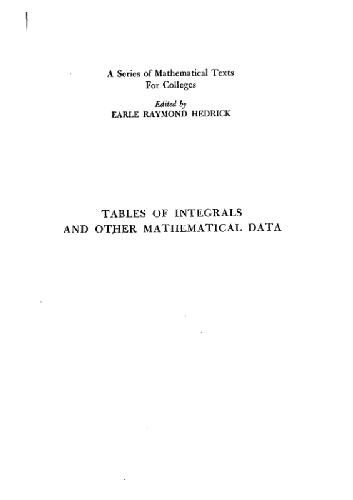 A Series of Mathematical Texts
For Colleges
Edited by
EARLE RAYMOND HEDRICK
TABLES OF INTEGRALS
AND OTHER MATHEMATICAL DATA